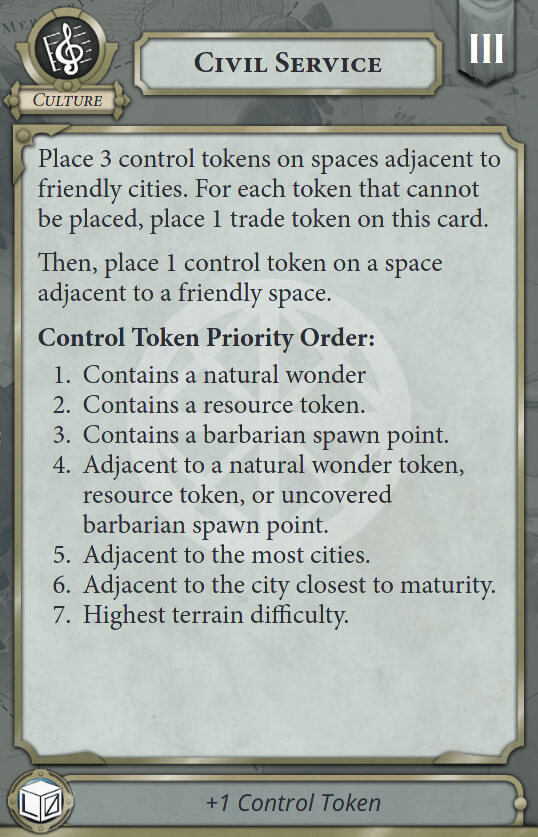 III
CIVIL SERVICE
CULTURE
Place 3 control tokens on spaces adjacent to
friendly cities. For each token that cannot
be placed, place 1 trade token on this card.
Then, place 1 control token on a space
adjacent to a friendly space.
Control Token Priority Order:
1. Contains a natural wonder
2. Contains a resource token.
3. Contains a barbarian spawn point.
4. Adjacent to a natural wonder token,
resource token, or uncovered
barbarian spawn point.
5. Adjacent to the most cities.
6. Adjacent to the city closest to maturity.
7. Highest terrain difficulty.
+1 Control Token